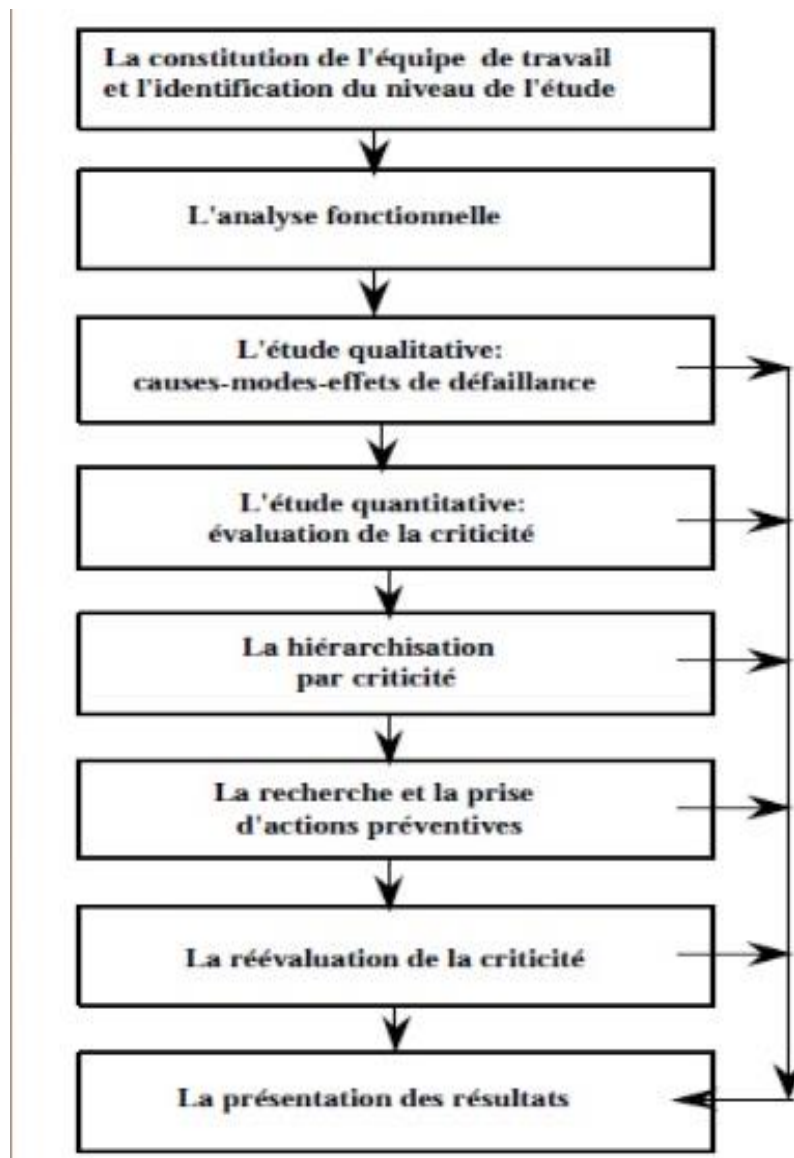 La constitution de l'équipe de travail
et l'identification du niveau de l'étude
L'analyse fonctionnelle
L'étude qualitative:
causes-modes-effets de défaillance
L'étude quantitative:
évaluation de la criticité
La hiérarchisation
par criticité
La recherche et la prise
d'actions préventives
La réévaluation de la criticité
La présentation des résultats